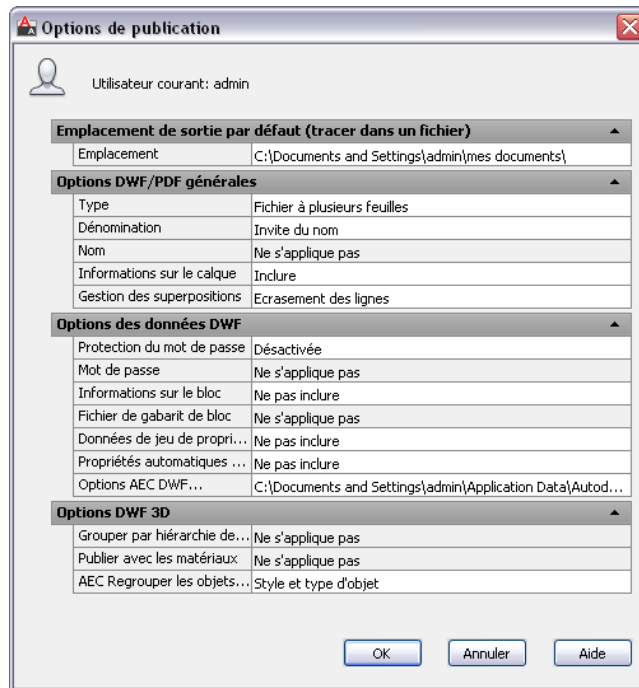 Options de publication
Utilisateur courant: admin
Emplacement de sortie par défaut (tracer dans un fichier)
Emplacement C:\Documents and Settings\admin\mes documents\
Options DWF/PDF générales
Type Fichier à plusieurs feuilles
Dénomination Invite du nom
Nom Ne s'applique pas
Informations sur le calque Inclure
Gestion des superpositions Ecrasement des lignes
Options des données DWF
Protection du mot de passe Désactivée
Mot de passe Ne s'applique pas
Informations sur le bloc Ne pas inclure
Fichier de gabarit de bloc Ne s'applique pas
Données de jeu de propri... Ne pas inclure
Propriétés automatiques ... Ne pas inclure
Options AEC DWF... C:\Documents and Settings\admin\Application Data\Autod...
Options DWF 3D
Grouper par hiérarchie de... Ne s'applique pas
Publier avec les matériaux Ne s'applique pas
AEC Regrouper les objets... Style et type d'objet
OK Annuler Aide